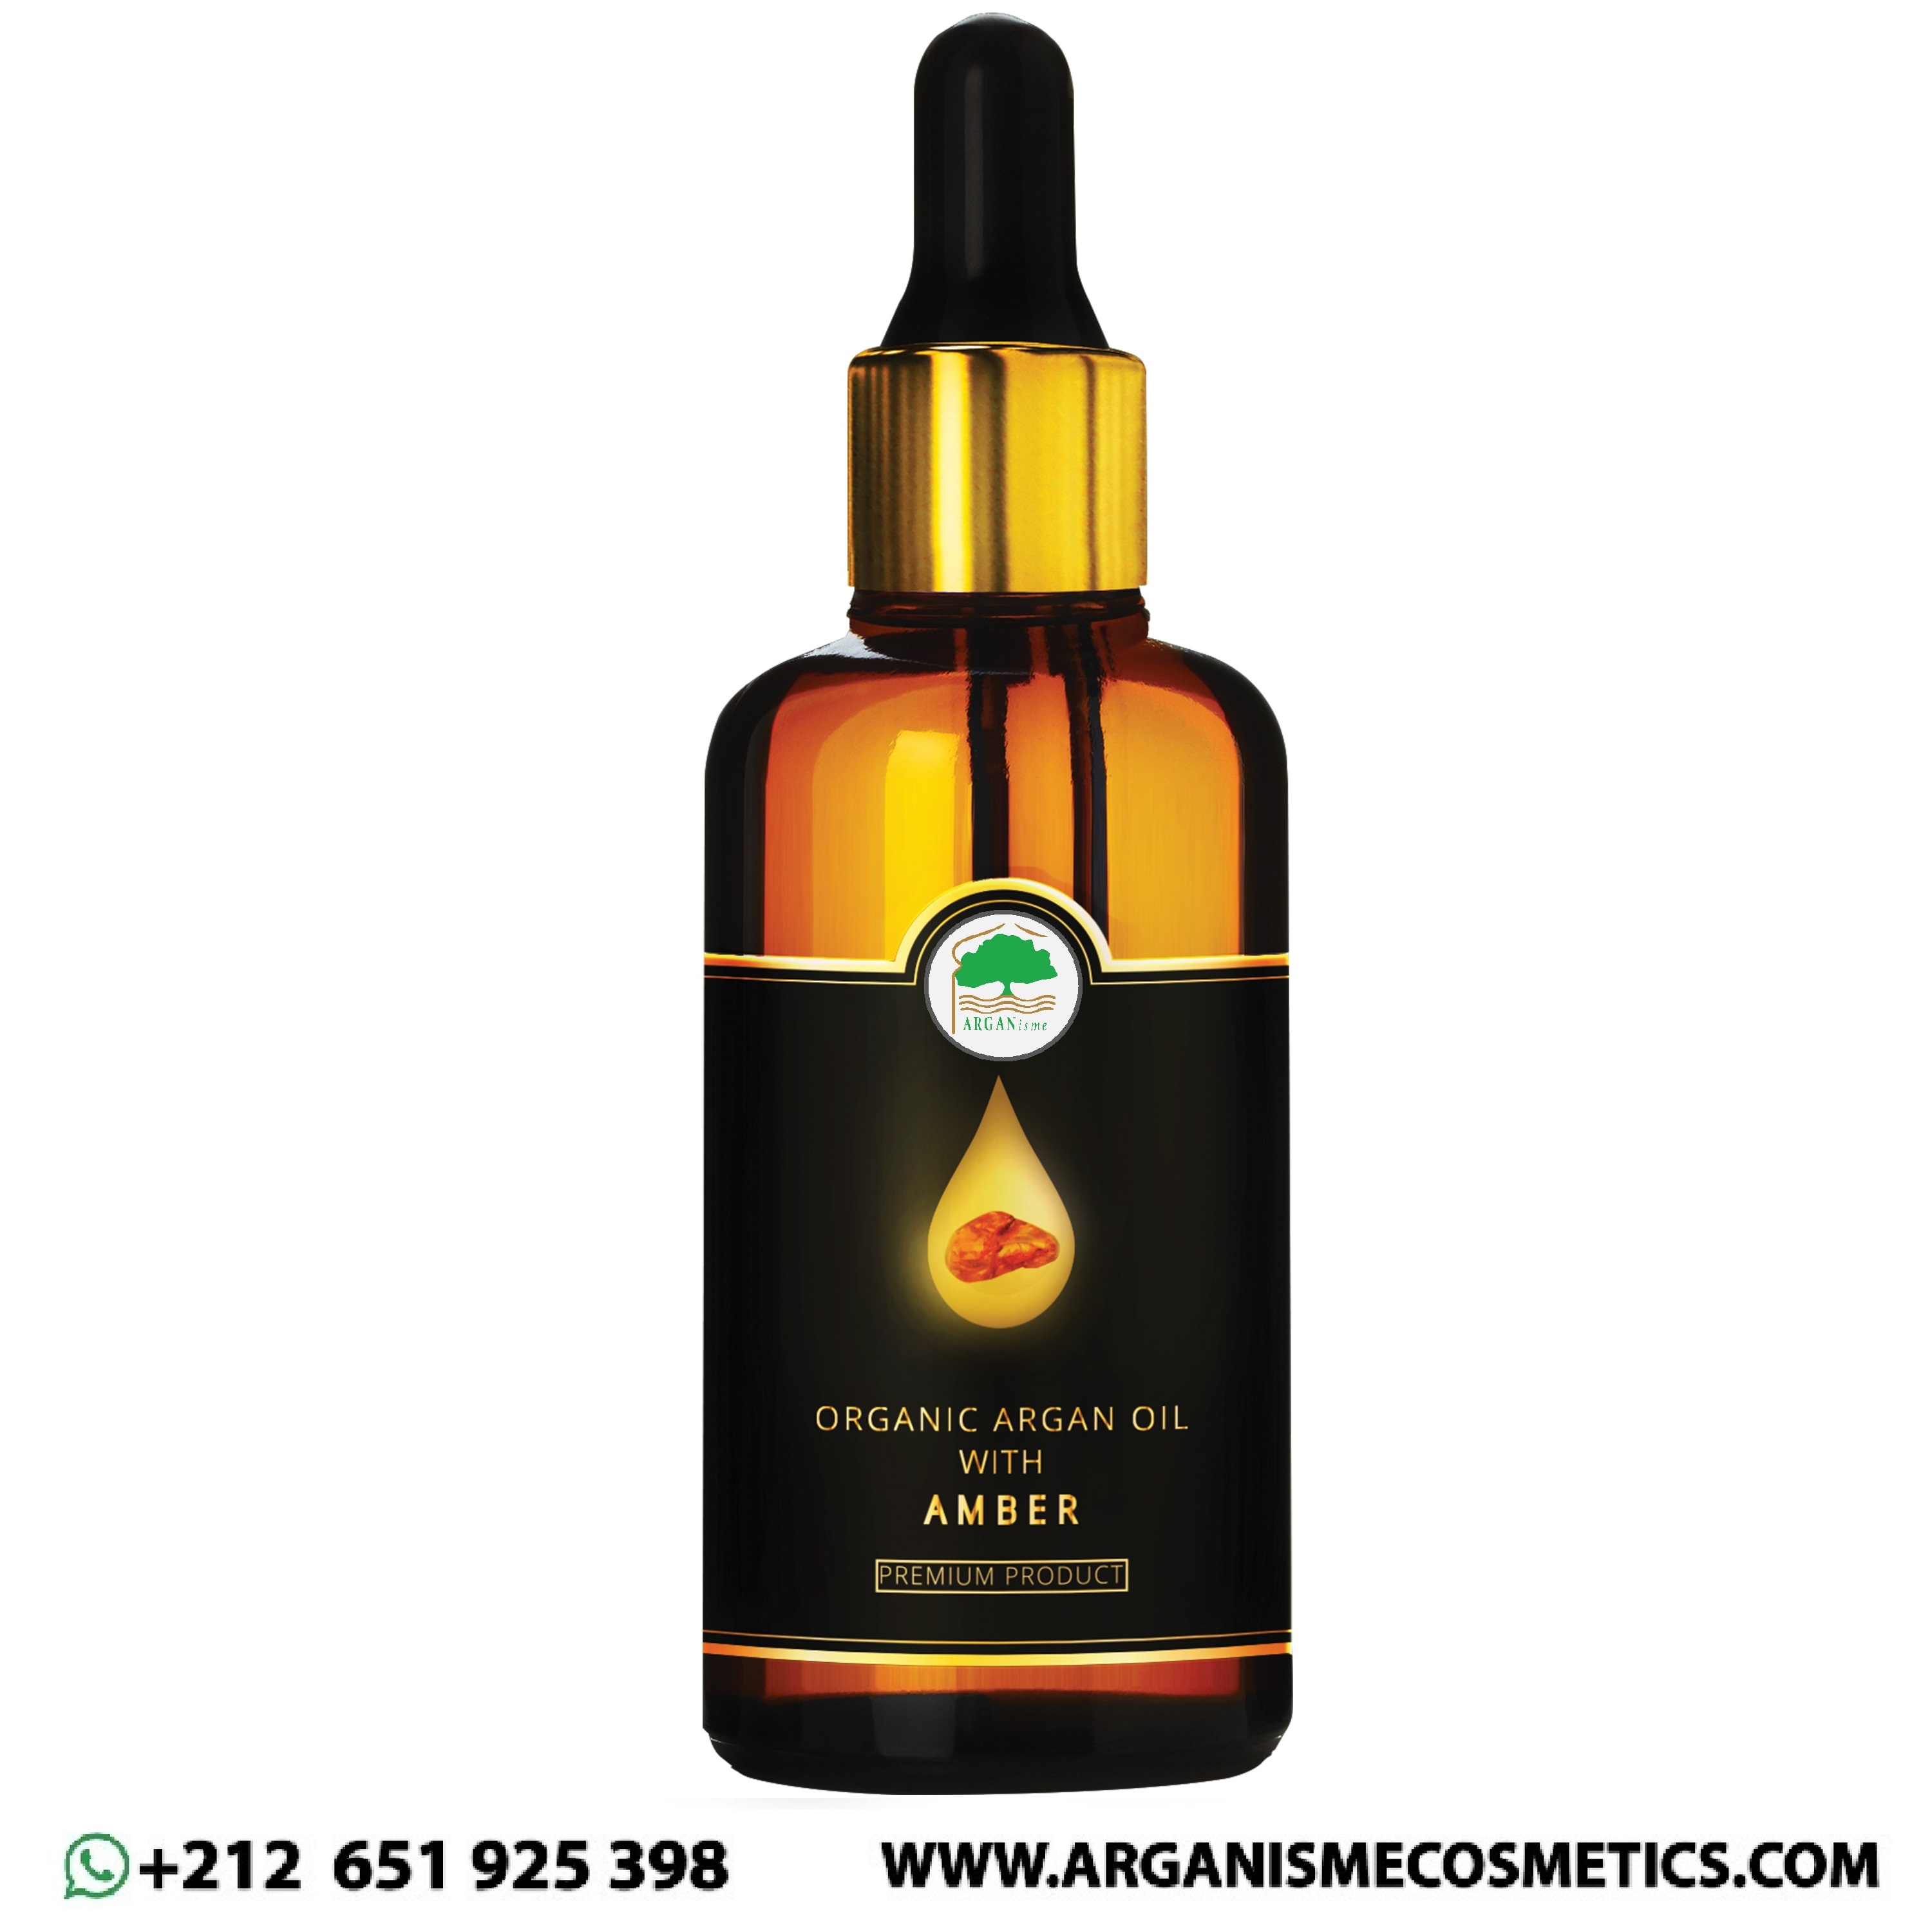 ARGANisme
ORGANIC ARGAN OIL
WITH
AMBER
PREMIUM PRODUCT
+212 651 925 398
WWW.ARGANISMECOSMETICS.COM